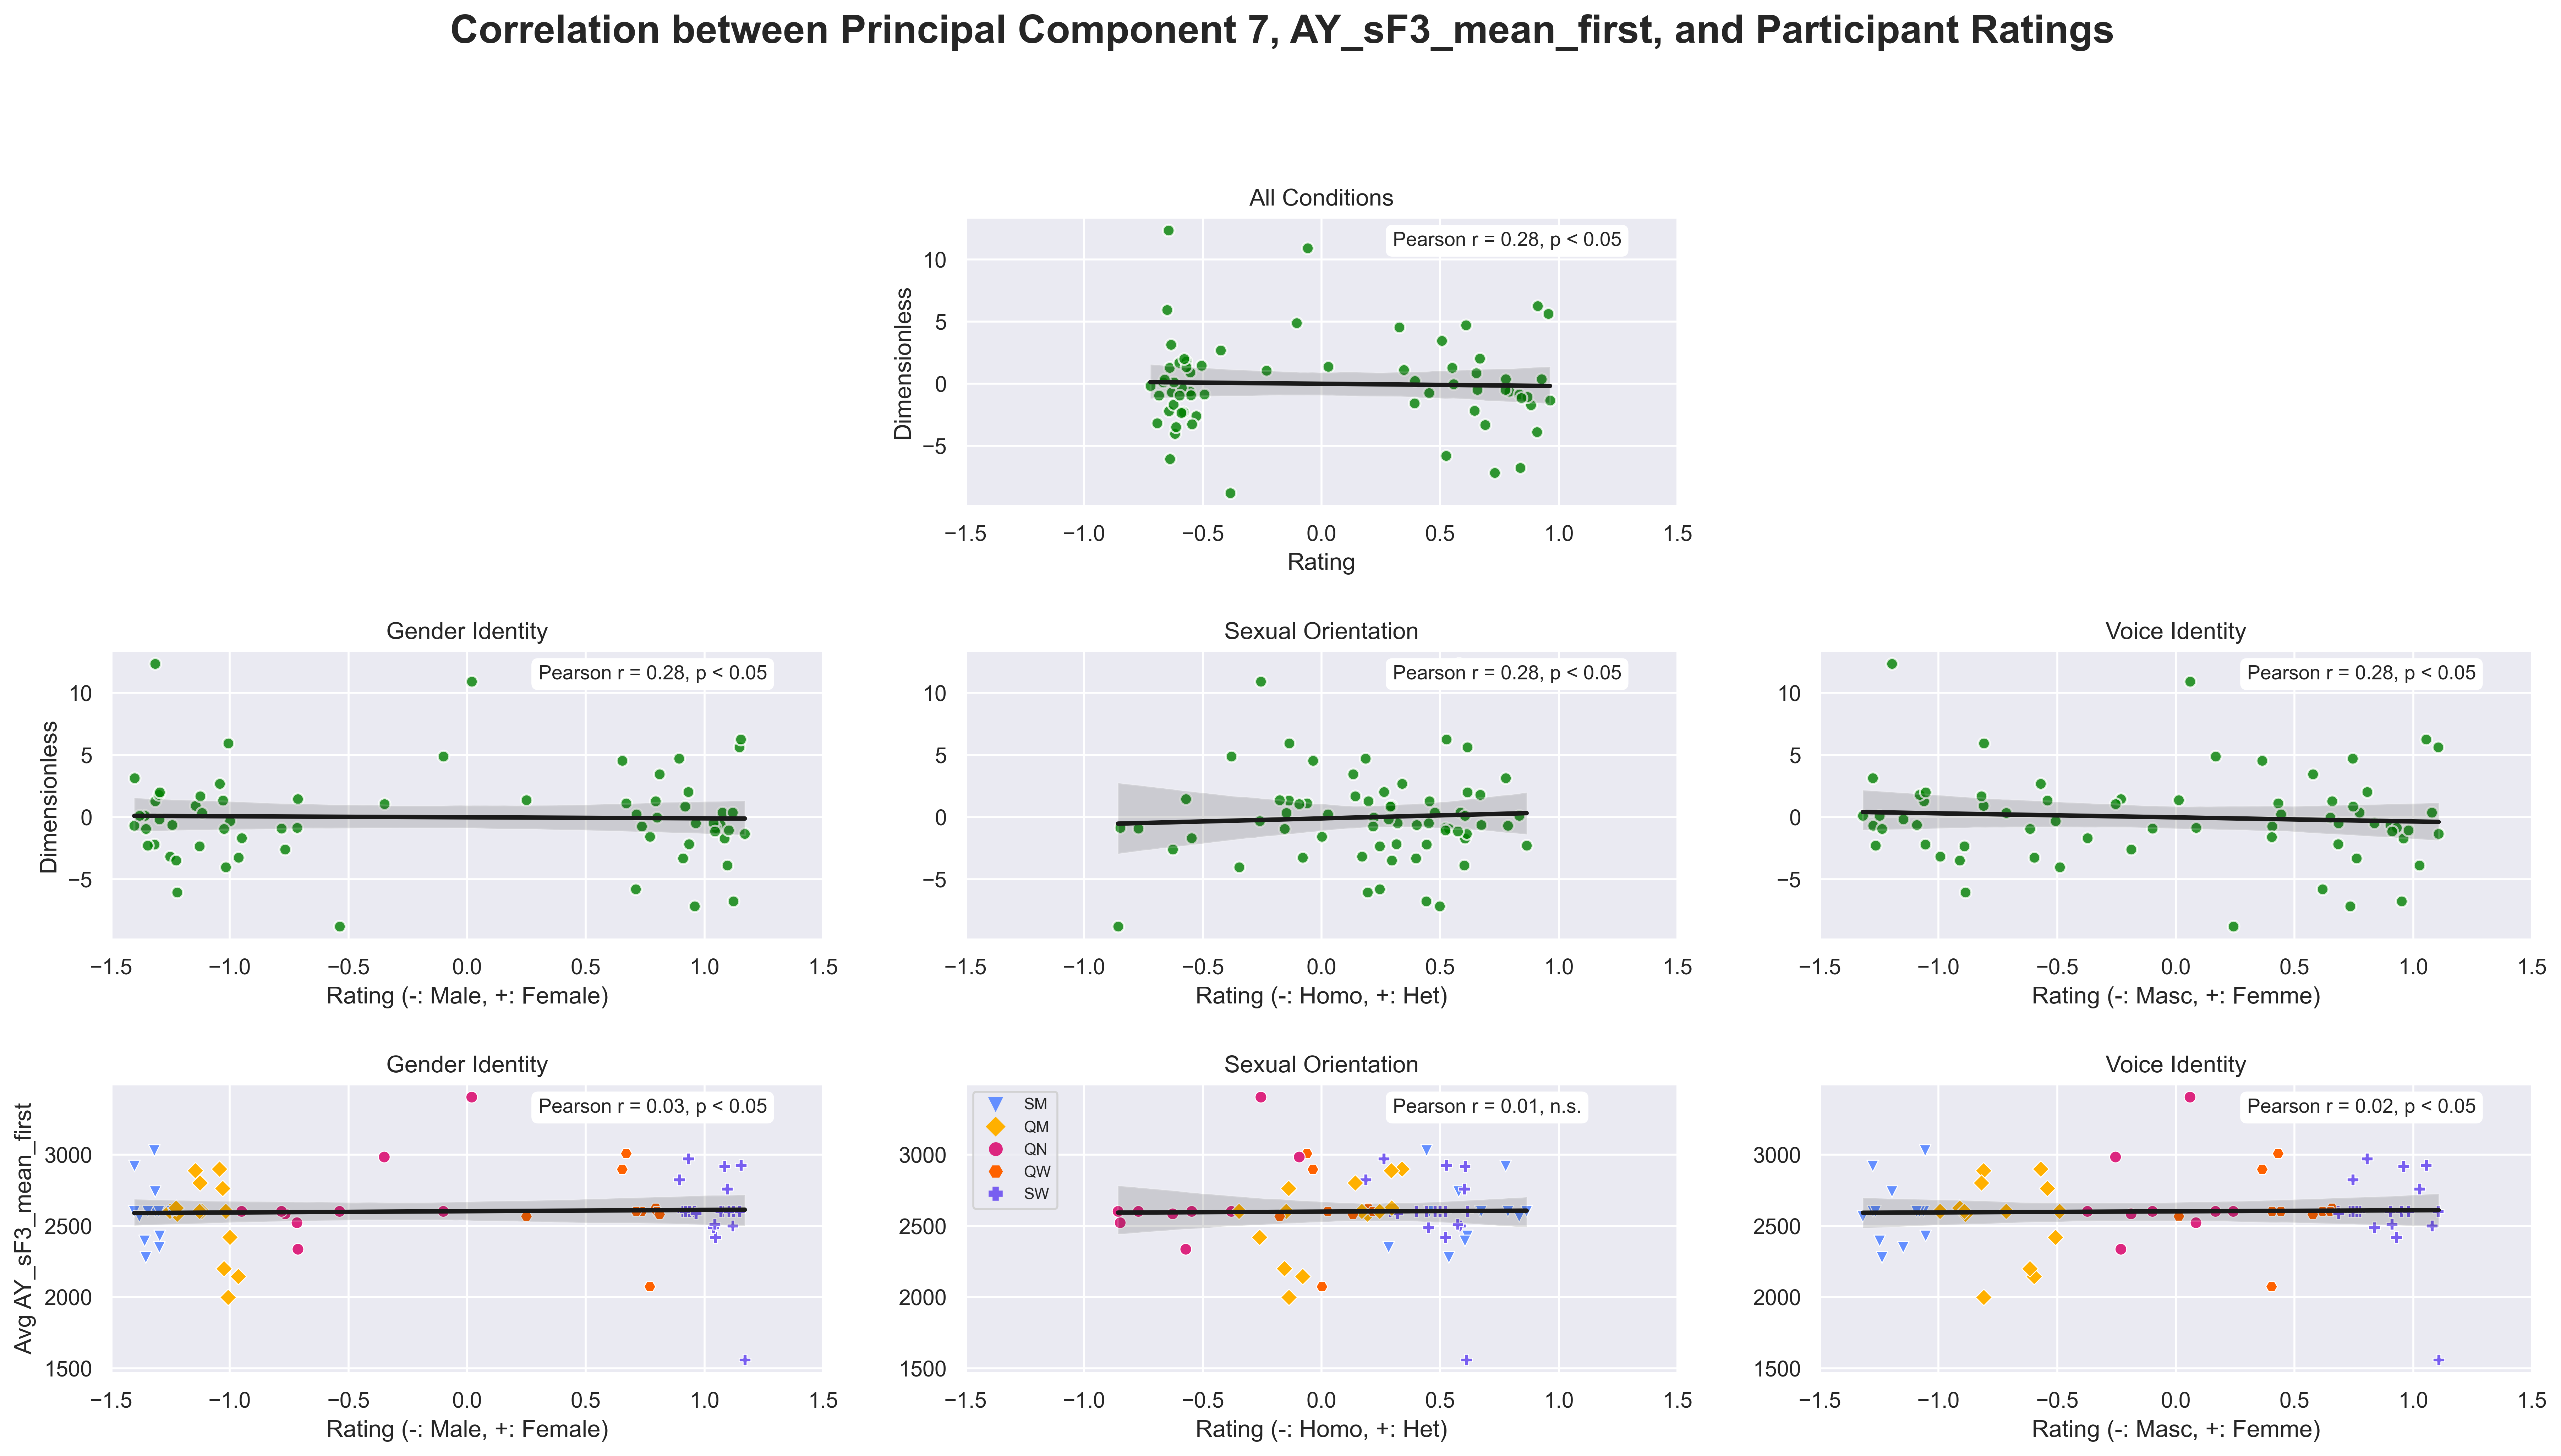 Correlation between Principal Component 7, AY_sF3_mean_first, and Participant Ratings
All Conditions
Pearson r = 0.28, p < 0.05
Dimensionless
10
5
0
−5
−1.5 −1.0 −0.5 0.0 0.5 1.0 1.5
Rating
Gender Identity
Pearson r = 0.28, p < 0.05
Dimensionless
10
5
0
−5
−1.5 −1.0 −0.5 0.0 0.5 1.0 1.5
Rating (-: Male, +: Female)
Sexual Orientation
Pearson r = 0.28, p < 0.05
10
5
0
−5
−1.5 −1.0 −0.5 0.0 0.5 1.0 1.5
Rating (-: Homo, +: Het)
Voice Identity
Pearson r = 0.28, p < 0.05
10
5
0
−5
−1.5 −1.0 −0.5 0.0 0.5 1.0 1.5
Rating (-: Masc, +: Femme)
Gender Identity
Pearson r = 0.03, p < 0.05
Avg AY_sF3_mean_first
3000
2500
2000
1500
−1.5 −1.0 −0.5 0.0 0.5 1.0 1.5
Rating (-: Male, +: Female)
Sexual Orientation
SM
QM
QN
QW
SW
Pearson r = 0.01, n.s.
3000
2500
2000
1500
−1.5 −1.0 −0.5 0.0 0.5 1.0 1.5
Rating (-: Homo, +: Het)
Voice Identity
Pearson r = 0.02, p < 0.05
3000
2500
2000
1500
−1.5 −1.0 −0.5 0.0 0.5 1.0 1.5
Rating (-: Masc, +: Femme)